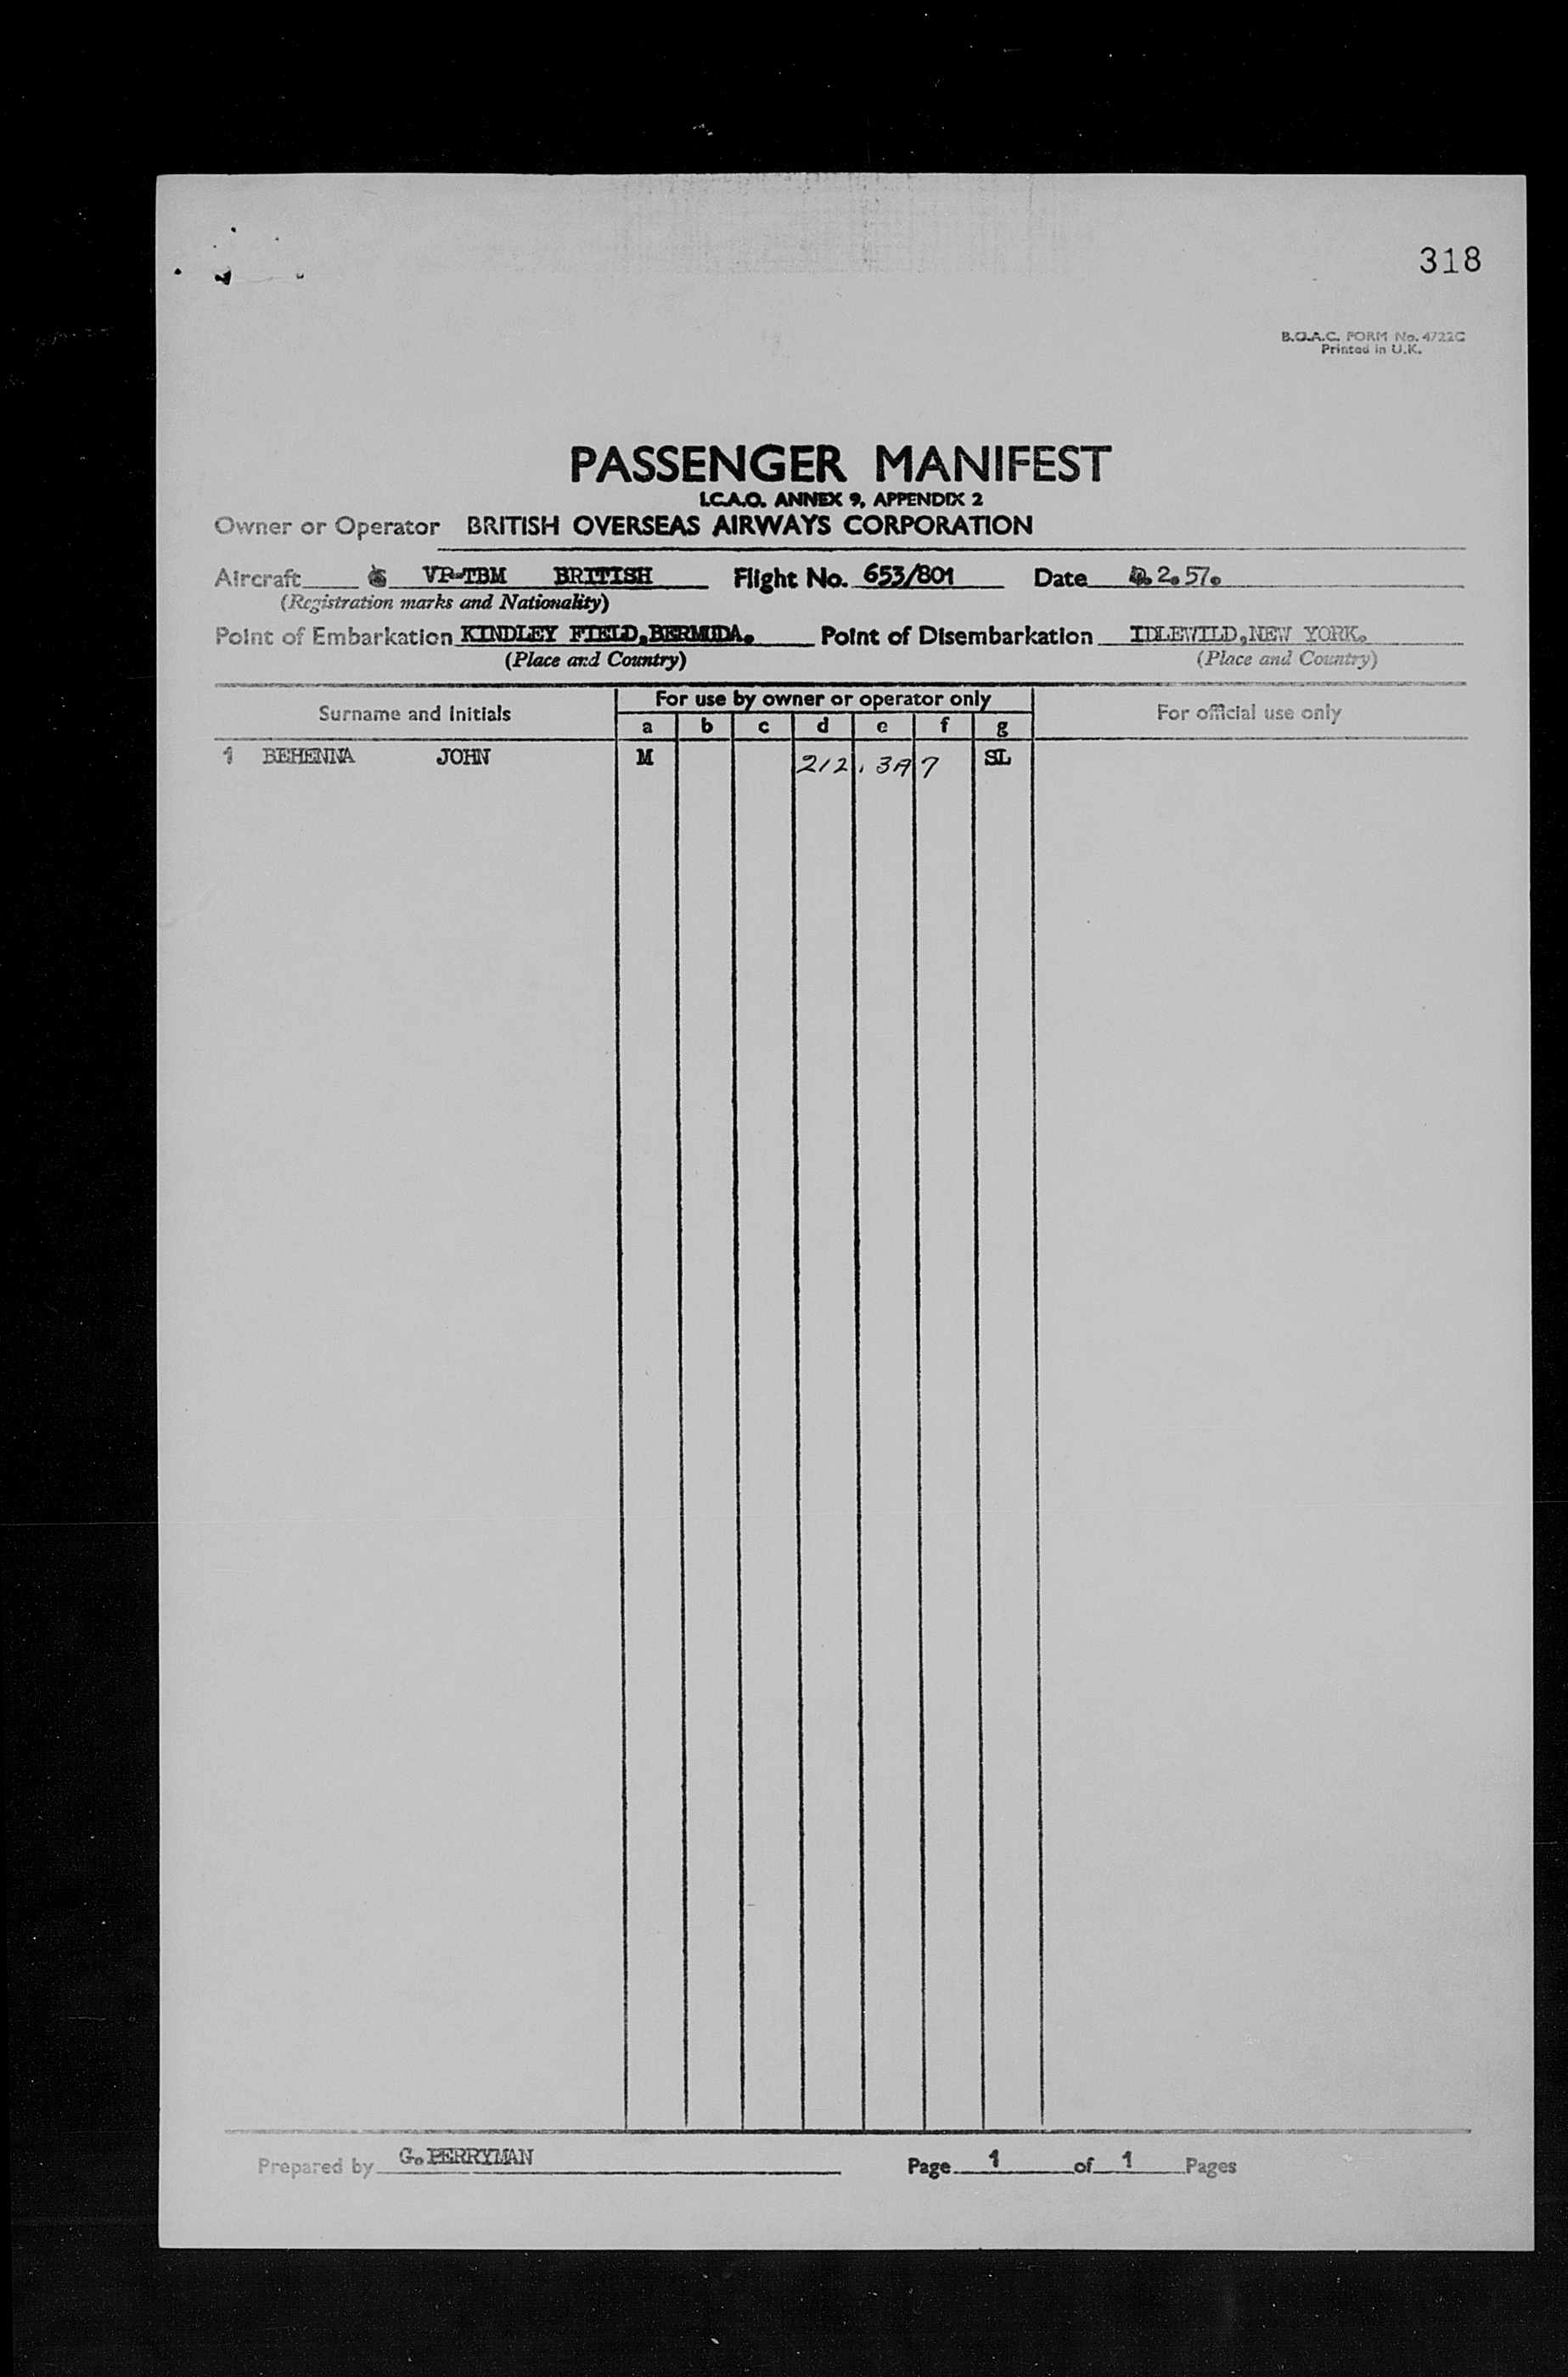 318
B.O.A.C. FORM No. 4722C
Printed in U.K.
PASSENGER MANIFEST
I.C.A.O. ANNEX 9, APPENDIX 2
Owner or Operator BRITISH OVERSEAS AIRWAYS CORPORATION
Aircraft VR-TBM BRITISH Flight No. 653/801 Date 2.57.
(Registration marks and Nationality)
Point of Embarkation KINDLEY FIELD,BERMUDA. Point of Disembarkation IDLEWILD,NEW YORK.
(Place and Country) (Place and Country)
Surname and Initials For use by owner or operator only For official use only
a b c d e f g
1 BEHENNA JOHN M 212.3A7 SL
Prepared by G.PERRYMAN Page 1 of 1 Pages